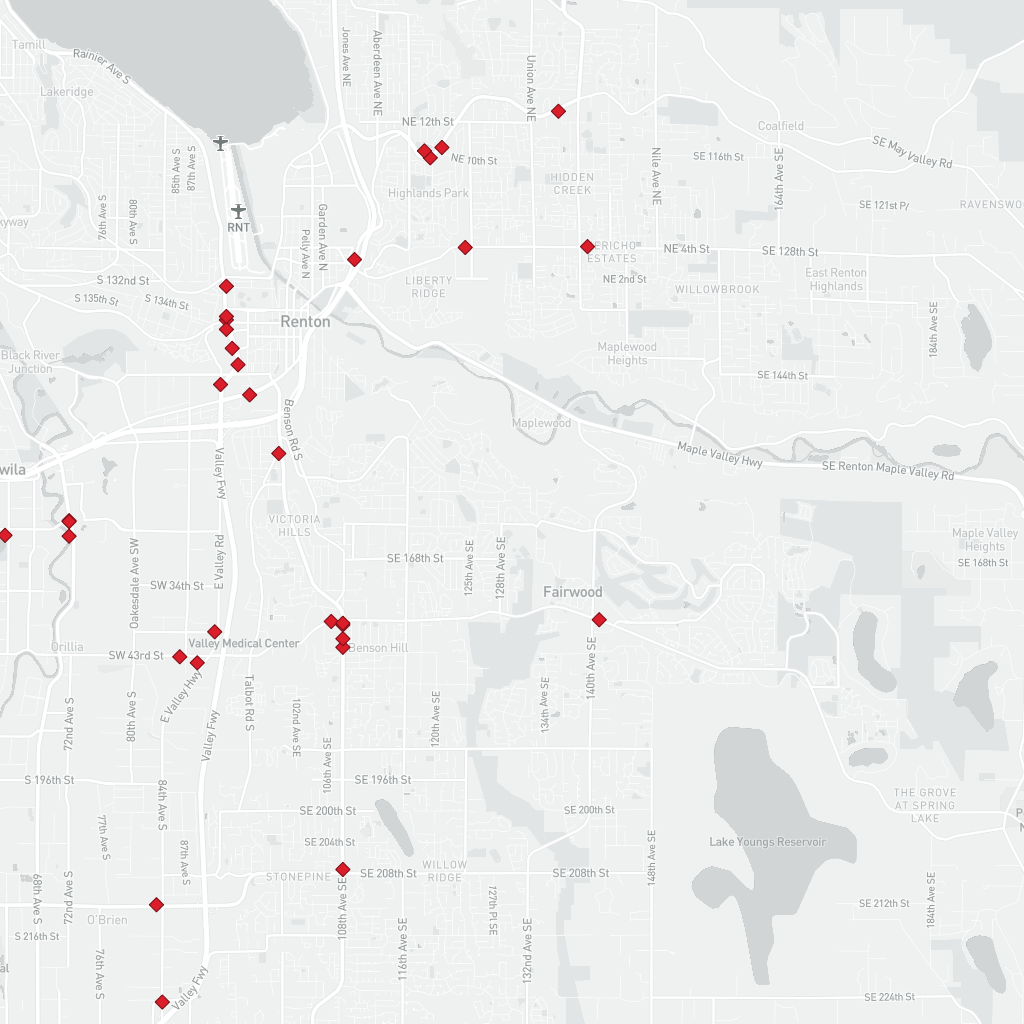 Tamill
Rainier Ave S
Lakeridge
Jones Ave NE
Aberdeen Ave NE
Union Ave NE
NE 12th St
NE 10th St
Coalfield
SE May Valley Rd
85th Ave S
87th Ave S
Nile Ave NE
SE 116th St
164th Ave SE
HIDDEN
CREEK
Highlands Park
76th Ave S
80th Ave S
kyway
RNT
Garden Ave N
Pelly Ave N
SE 121st Pl
RAVENSWO
ERICHO
ESTATES
NE 4th St
SE 128th St
S 132nd St
LIBERTY
RIDGE
NE 2nd St
WILLOWBROOK
East Renton
Highlands
S 135th St
S 134th St
Renton
184th Ave SE
Black River
Junction
Maplewood
Heights
SE 144th St
Benson Rd S
Maplewood
Maple Valley Hwy
SE Renton Maple Valley Rd
wila
Valley Fwy
VICTORIA
HILLS
Maple Valley
Heights
E Valley Rd
Oakesdale Ave SW
SE 168th St
125th Ave SE
128th Ave SE
SE 168th St
SW 34th St
Fairwood
Orillia
Valley Medical Center
Benson Hill
SW 43rd St
140th Ave SE
E Valley Hwy
Talbot Rd S
72nd Ave S
80th Ave S
102nd Ave SE
120th Ave SE
134th Ave SE
Valley Fwy
106th Ave SE
S 196th St
SE 196th St
84th Ave S
THE GROVE
AT SPRING
LAKE
SE 200th St
SE 200th St
77th Ave S
87th Ave S
SE 204th St
148th Ave SE
Lake Youngs Reservoir
WILLOW
RIDGE
STONEPINE
SE 208th St
SE 208th St
68th Ave S
72nd Ave S
108th Ave SE
127th Pl SE
184th Ave SE
SE 212th St
O'Brien
S 216th St
116th Ave SE
132nd Ave SE
76th Ave S
al
Valley Fwy
SE 224th St